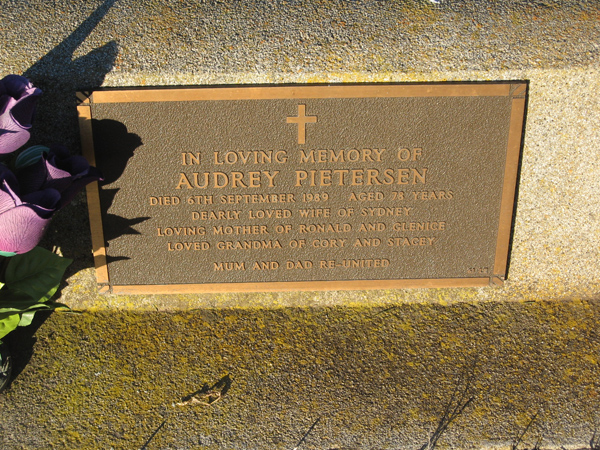 IN LOVING MEMORY OF
AUDREY PIETERSEN
DIED 6TH SEPTEMBER 1989 AGED 78 YEARS
DEARLY LOVED WIFE OF SYDNEY
LOVING MOTHER OF RONALD AND GLENICE
LOVED GRANDMA OF CORY AND STACEY
MUM AND DAD RE-UNITED